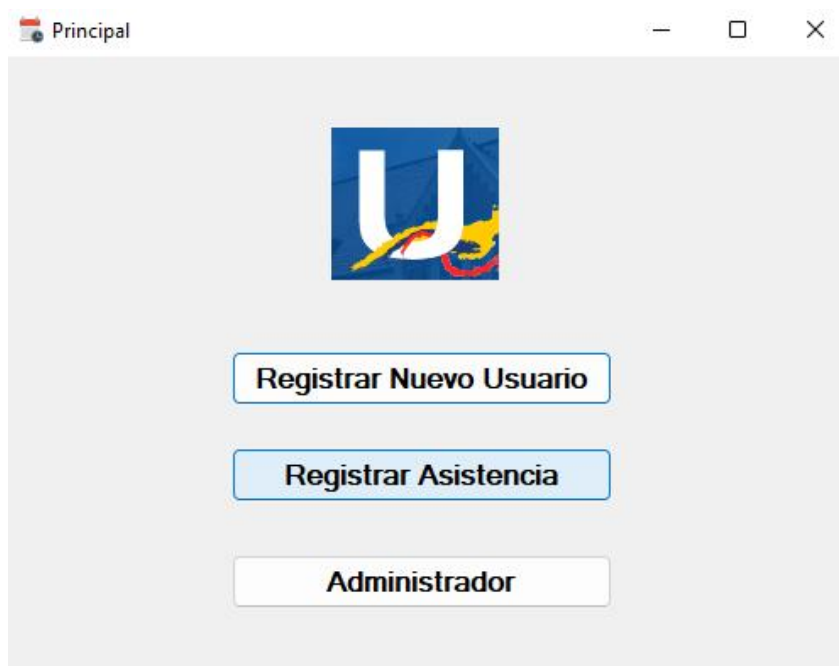 Principal
U
Registrar Nuevo Usuario
Registrar Asistencia
Administrador